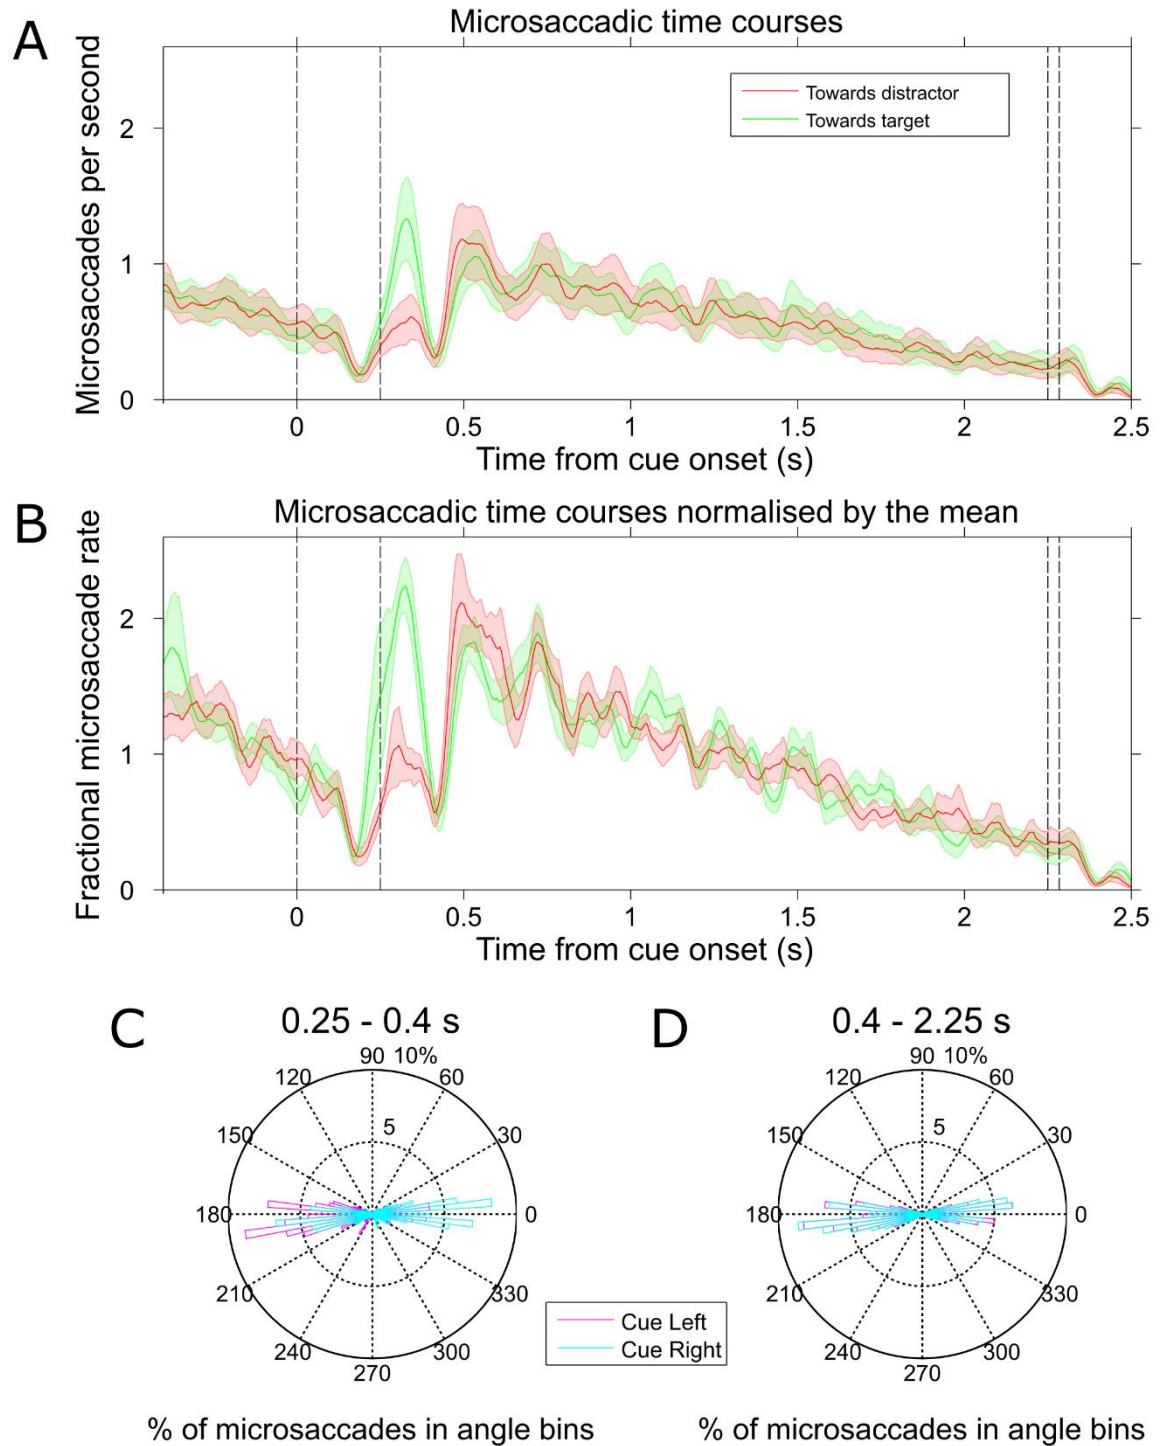 A
Microsaccadic time courses
Microsaccades per second
2
1
0
Towards distractor
Towards target
0 0.5 1 1.5 2 2.5
Time from cue onset (s)
B
Microsaccadic time courses normalised by the mean
Fractional microsaccade rate
2
1
0
0 0.5 1 1.5 2 2.5
Time from cue onset (s)
C
0.25 - 0.4 s
90 10%
120 60
5
150 30
180 0
210 330
240 300
270
% of microsaccades in angle bins
Cue Left
Cue Right
D
0.4 - 2.25 s
90 10%
120 60
5
150 30
180 0
210 330
240 300
270
% of microsaccades in angle bins